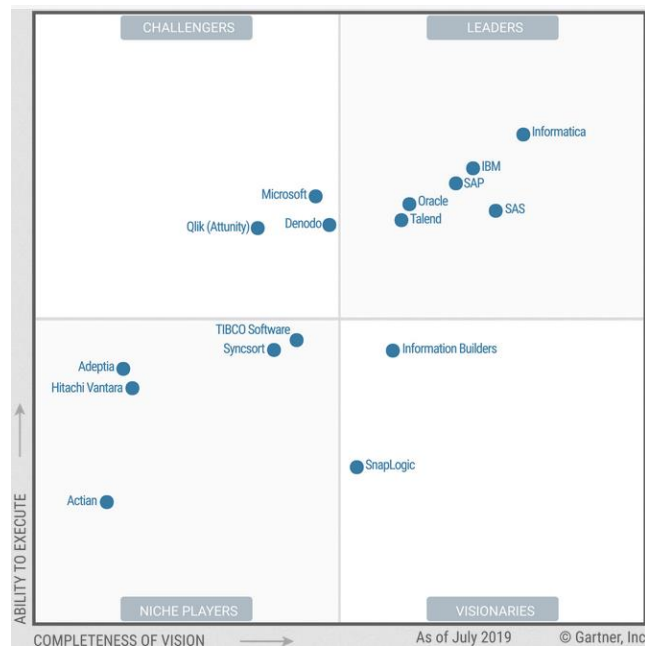 CHALLENGERS
LEADERS
Informatica
IBM
SAP
Microsoft
Oracle
SAS
Talend
Denodo
Qlik (Attunity)
TIBCO Software
Syncsort
Information Builders
Adeptia
Hitachi Vantara
SnapLogic
Actian
ABILITY TO EXECUTE
NICHE PLAYERS
VISIONARIES
COMPLETENESS OF VISION
As of July 2019
© Gartner, Inc